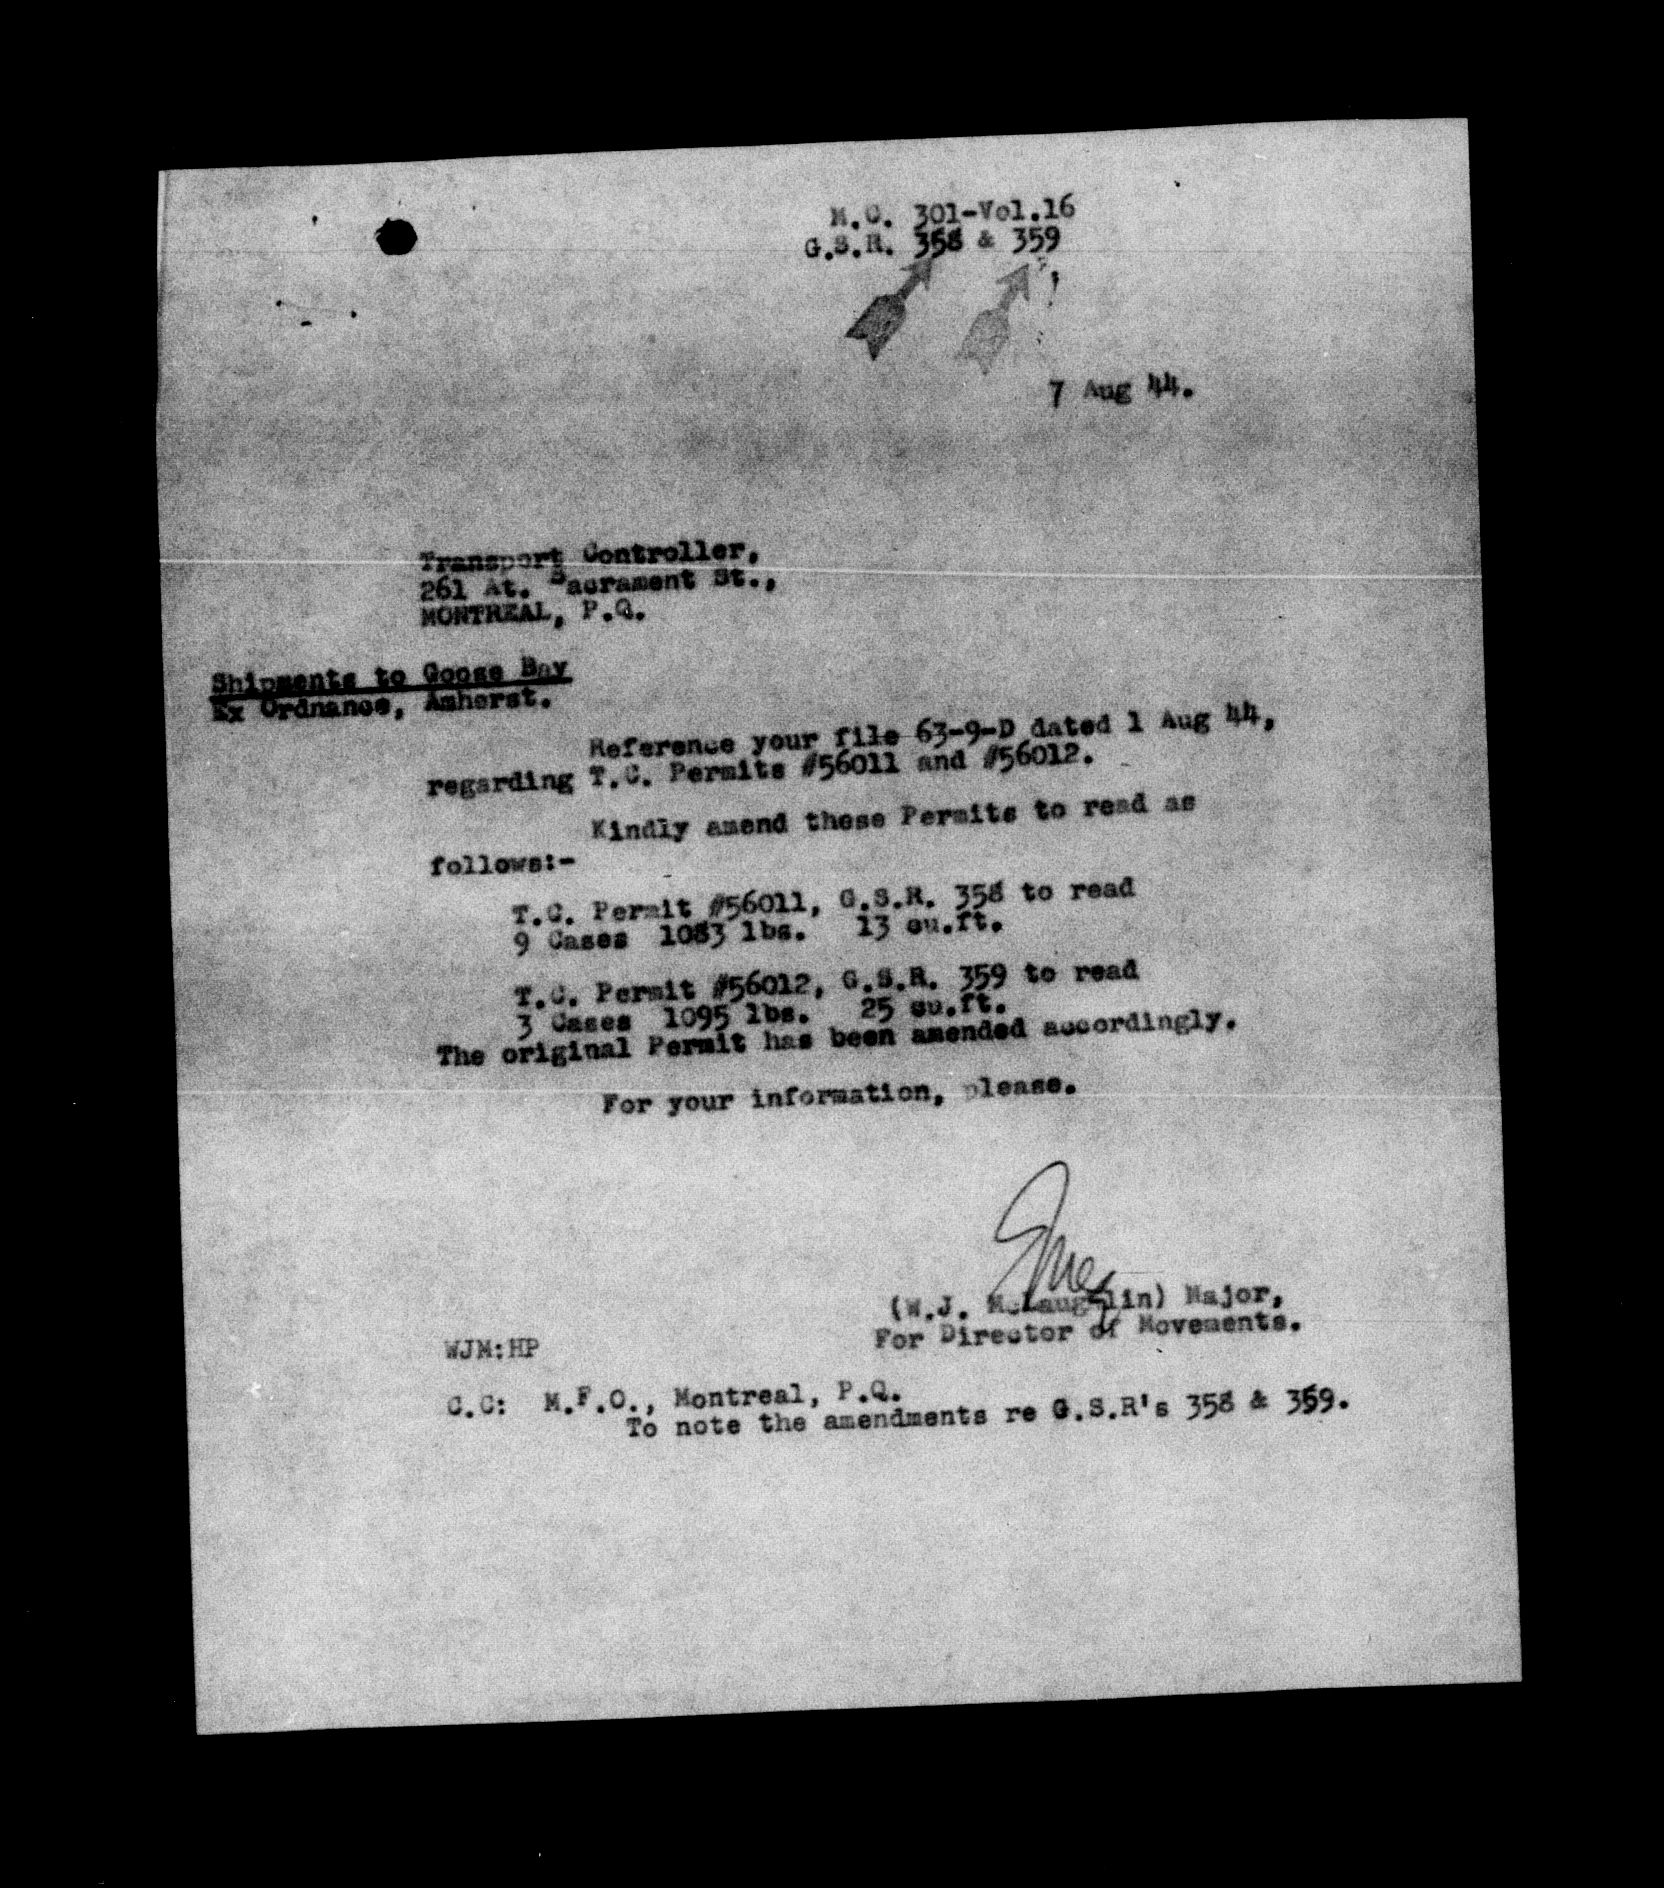 M.C. 301-Vol.16
G.S.R. 358 & 359
7 Aug 44.
Transport Controller,
261 At. Sacrament St.,
MONTREAL, P.Q.
Shipments to Goose Bay
Ex Ordnance, Amherst.
Reference your file 63-9-D dated 1 Aug 44,
regarding T.C. Permits #56011 and #56012.
Kindly amend these Permits to read as
follows:-
T.C. Permit #56011, G.S.R. 358 to read
9 Cases 1083 lbs. 13 cu.ft.
T.C. Permit #56012, G.S.R. 359 to read
3 Cases 1095 lbs. 25 cu.ft.
The original Permit has been amended accordingly.
For your information, please.
(W.J. McLaughlin) Major,
For Director of Movements.
WJM:HP
C.C: M.F.O., Montreal, P.Q.
To note the amendments re G.S.R's 358 & 359.